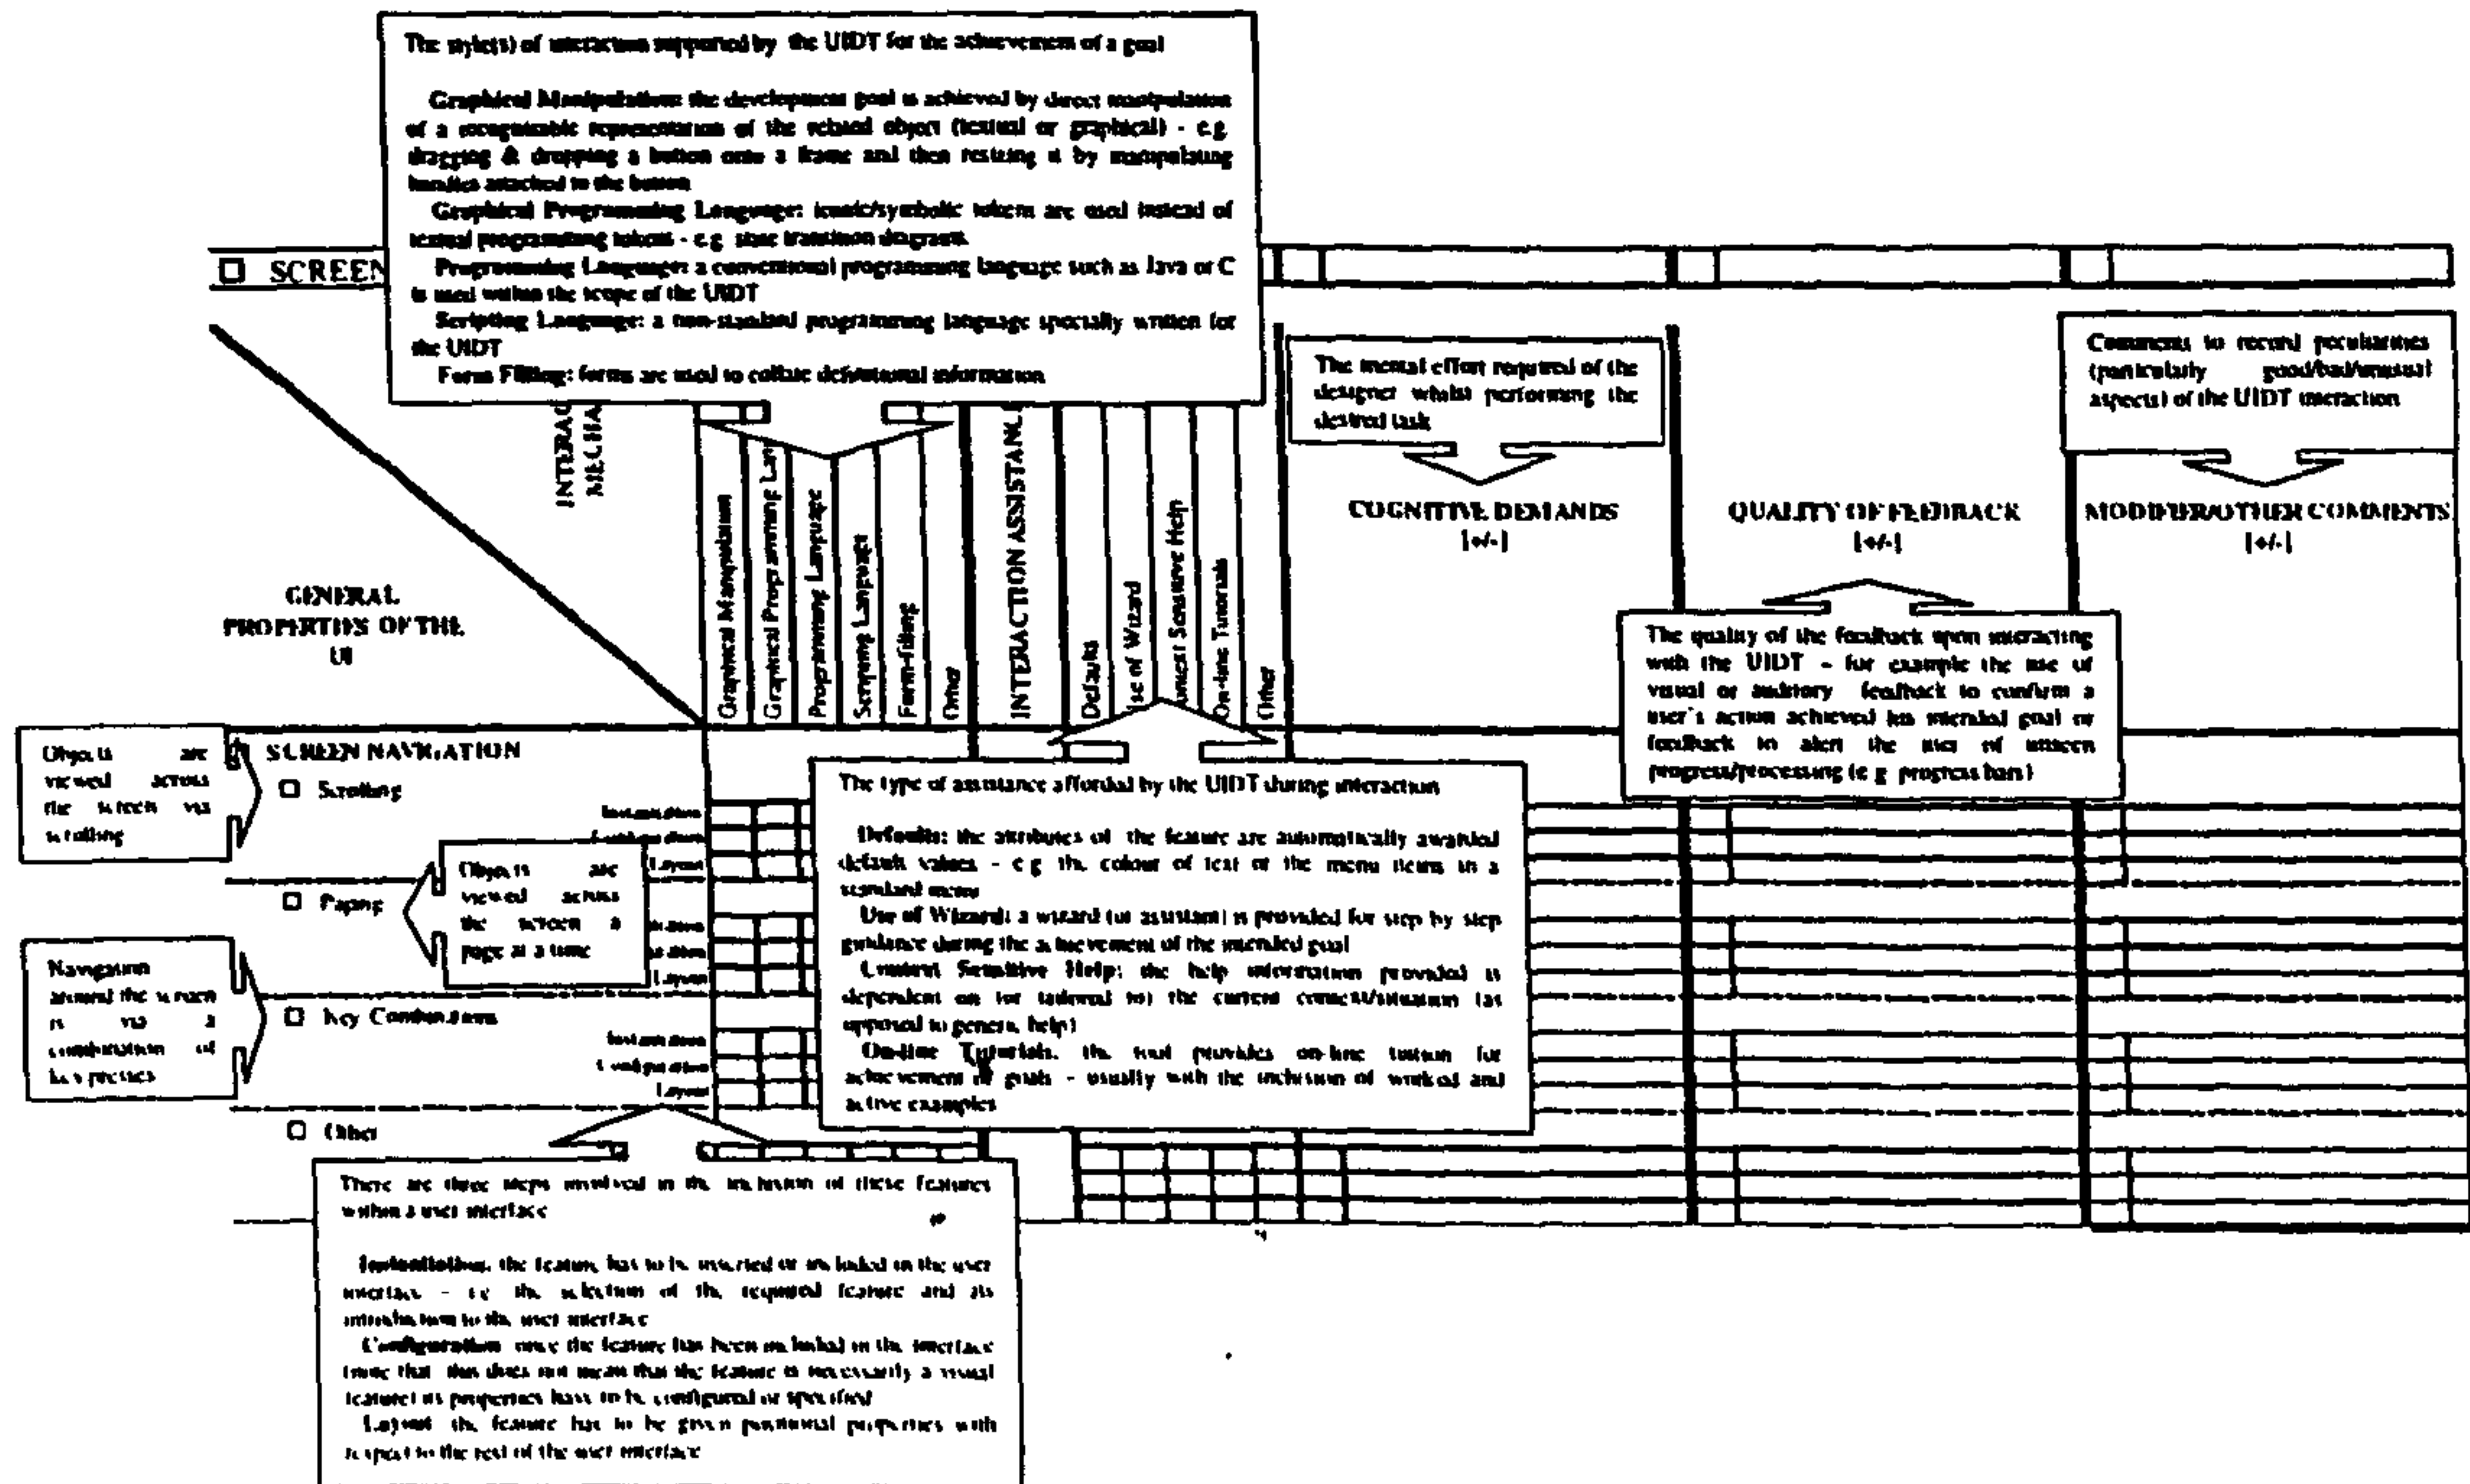 The style(s) of interaction supported by the UIDT for the achievement of a goal
Graphical Manipulation: the development goal is achieved by direct manipulation
of a recognisable representation of the related object (textual or graphical) - e.g.
dragging & dropping a button onto a frame and then resizing it by manipulating
handles attached to the button
Graphical Programming Language: iconic/symbolic tokens are used instead of
textual programming tokens - e.g. state transition diagrams.
Programming Language: a conventional programming language such as Java or C
is used within the scope of the UIDT
Scripting Language: a non-standard programming language specially written for
the UIDT
Form Filling: forms are used to collate definitional information
SCREEN
INTERAC
MECHA
Graphical Manipulation
Graphical Programming Lan
Programming Language
Scripting Language
Form-filling
Other
INTERACTION ASSISTANC
Defaults
Use of Wizard
Context Sensitive Help
On-line Tutorials
Other
The mental effort required of the
designer whilst performing the
desired task
COGNITIVE DEMANDS
[+/-]
QUALITY OF FEEDBACK
[+/-]
Comments to record peculiarities
(particularly good/bad/unusual
aspects) of the UIDT interaction
MODIFIER/OTHER COMMENTS
[+/-]
GENERAL
PROPERTIES OF THE
UI
The quality of the feedback upon interacting
with the UIDT - for example the use of
visual or auditory feedback to confirm a
user's action achieved his intended goal or
feedback to alert the user of unseen
progress/processing (e.g. progress bars)
Objects are
viewed across
the screen via
scrolling
SCREEN NAVIGATION
Scrolling
Instantiation
Configuration
Layout
Paging
Objects are
viewed across
the screen a
page at a time
Layout
Navigation
around the screen
is via a
combination of
key presses
Key Combinations
Instantiation
Configuration
Layout
Other
The type of assistance afforded by the UIDT during interaction
Defaults: the attributes of the feature are automatically awarded
default values - e.g. the colour of text or the menu items in a
standard menu
Use of Wizard: a wizard (or assistant) is provided for step by step
guidance during the achievement of the intended goal
Context Sensitive Help: the help information provided is
dependent on (or tailored to) the current context/situation (as
opposed to general help)
On-line Tutorials: the tool provides on-line tuition for
achievement of goals - usually with the inclusion of worked and
active examples
There are three steps involved in the inclusion of these features
within a user interface
Instantiation: the feature has to be inserted or included in the user
interface - i.e. the selection of the required feature and its
introduction to the user interface
Configuration: once the feature has been included in the interface
(note that this does not mean that the feature is necessarily a visual
feature) its properties have to be configured or specified
Layout: the feature has to be given positional properties with
respect to the rest of the user interface